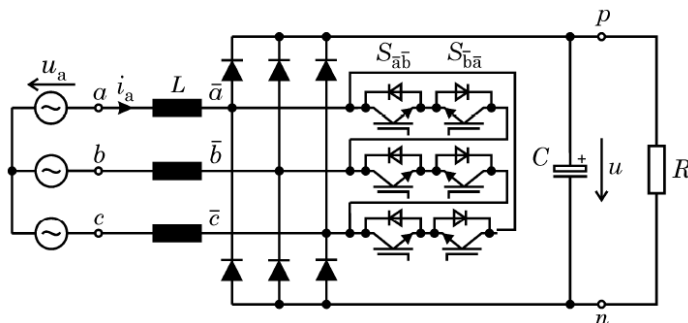 p
S_āb̄ S_b̄ā
u_a
a i_a L ā
b b̄
C + u R
c c̄
n